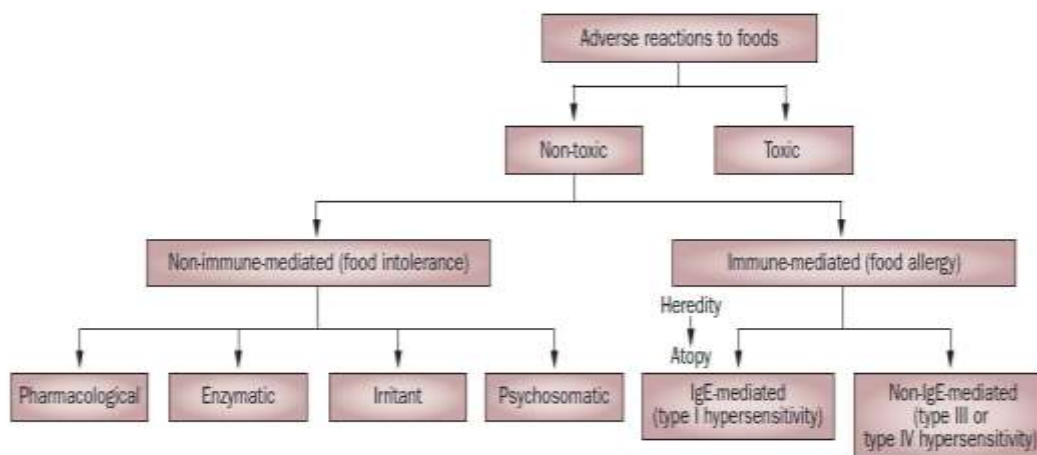 Adverse reactions to foods
Non-toxic
Toxic
Non-immune-mediated (food intolerance)
Immune-mediated (food allergy)
Heredity
Atopy
Pharmacological
Enzymatic
Irritant
Psychosomatic
IgE-mediated
(type I hypersensitivity)
Non-IgE-mediated
(type III or
type IV hypersensitivity)